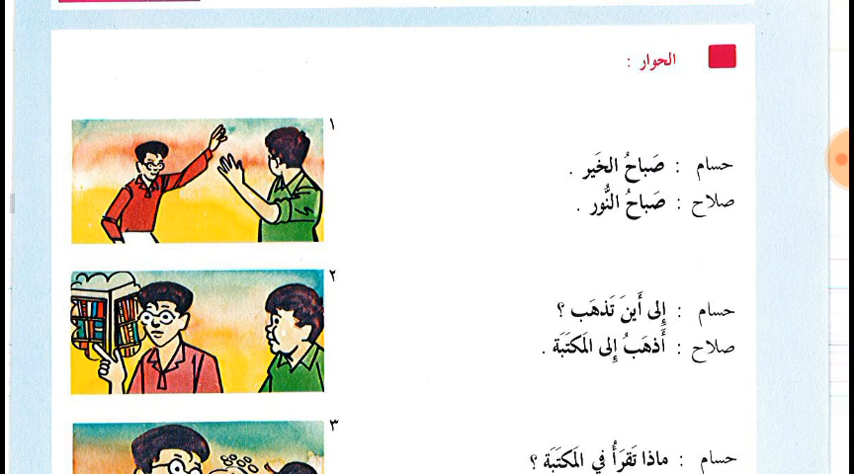 الحوار :
١
حسام : صَباحُ الخَير .
صلاح : صَباحُ النُّور .
٢
حسام : إِلى أَينَ تَذهَب ؟
صلاح : أَذهَبُ إِلى المَكتَبَة .
٣
حسام : ماذا تَقرَأُ في المَكتَبَة ؟